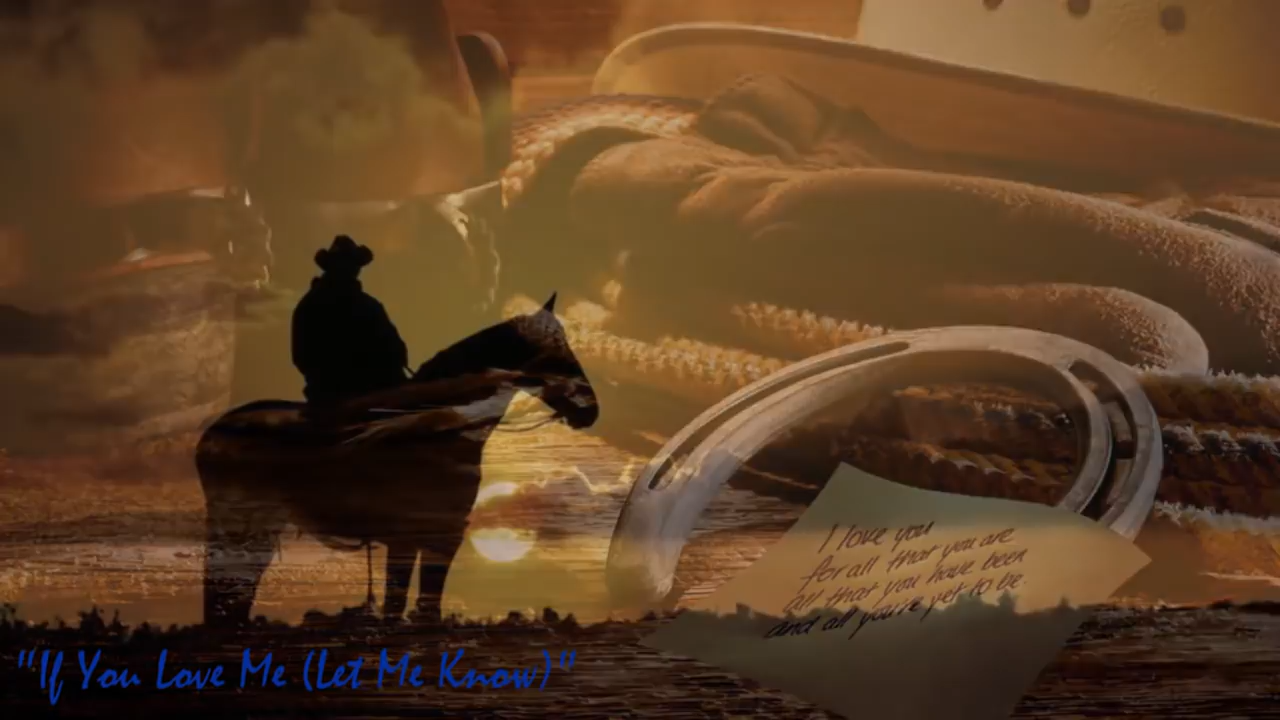 I love you
for all that you are
all that you have been
and all you're yet to be.
"If You Love Me (Let Me Know)"